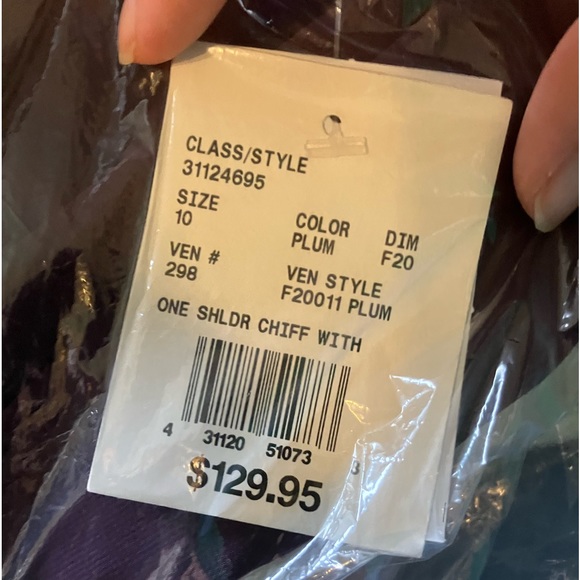 CLASS/STYLE
31124695
SIZE COLOR DIM
10 PLUM F20
VEN # VEN STYLE
298 F20011 PLUM
ONE SHLDR CHIFF WITH
4 31120 51073 3
$129.95